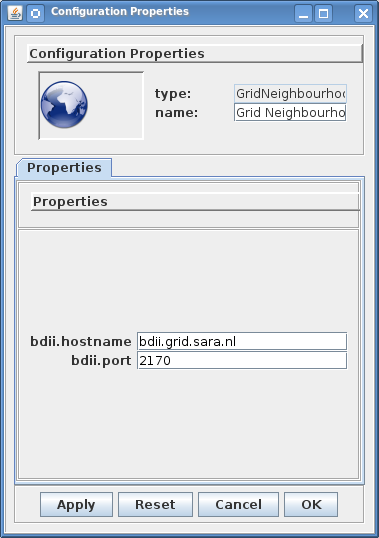 Configuration Properties
Configuration Properties
type: GridNeighbourhoo
name: Grid Neighbourho
Properties
Properties
bdii.hostname bdii.grid.sara.nl
bdii.port 2170
Apply Reset Cancel OK